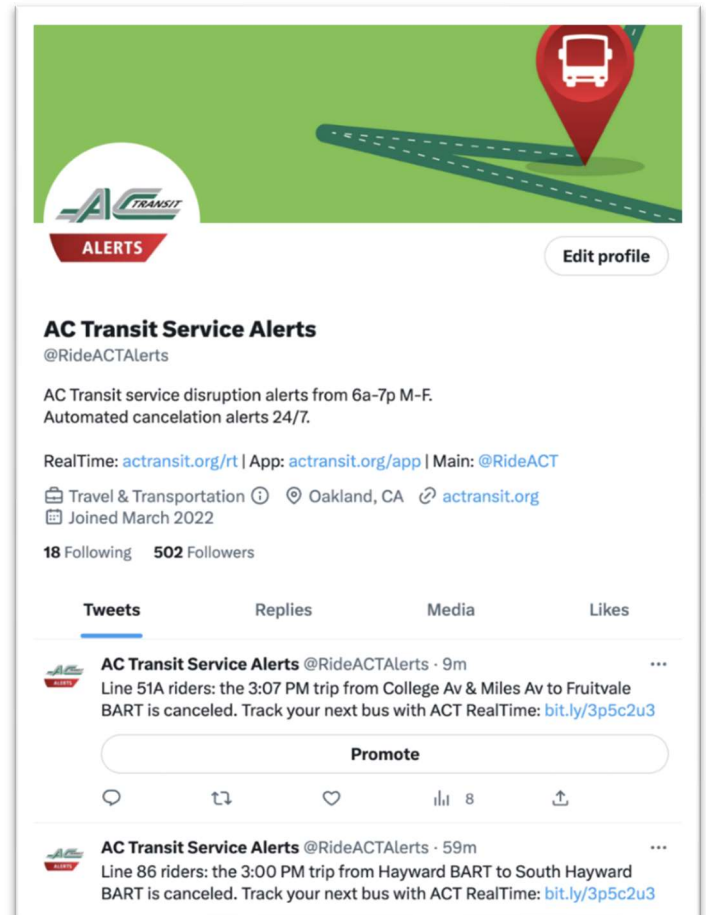 AC TRANSIT
ALERTS
Edit profile
AC Transit Service Alerts
@RideACTAlerts
AC Transit service disruption alerts from 6a-7p M-F.
Automated cancelation alerts 24/7.
RealTime: actransit.org/rt | App: actransit.org/app | Main: @RideACT
Travel & Transportation Oakland, CA actransit.org
Joined March 2022
18 Following 502 Followers
Tweets Replies Media Likes
AC ALERTS
AC Transit Service Alerts @RideACTAlerts · 9m
Line 51A riders: the 3:07 PM trip from College Av & Miles Av to Fruitvale
BART is canceled. Track your next bus with ACT RealTime: bit.ly/3p5c2u3
Promote
8
AC ALERTS
AC Transit Service Alerts @RideACTAlerts · 59m
Line 86 riders: the 3:00 PM trip from Hayward BART to South Hayward
BART is canceled. Track your next bus with ACT RealTime: bit.ly/3p5c2u3